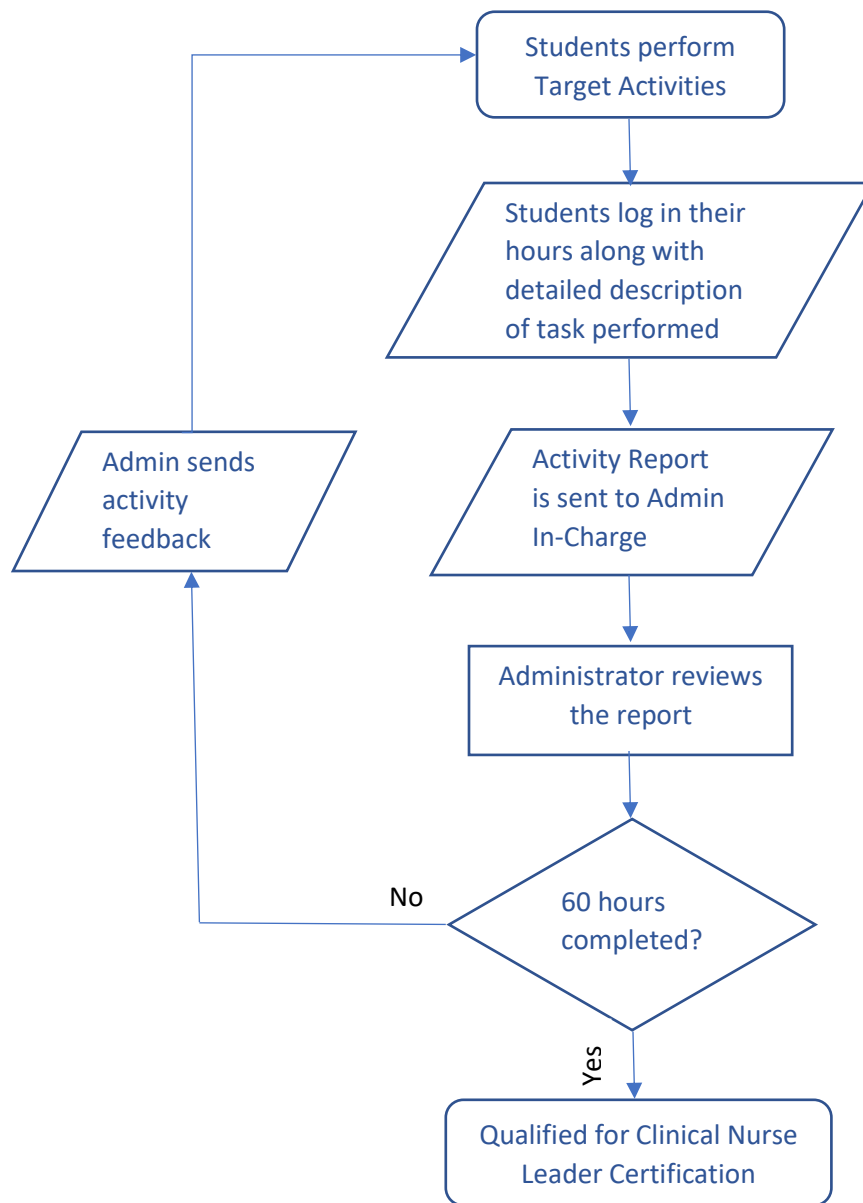 Students perform
Target Activities
Students log in their
hours along with
detailed description
of task performed
Admin sends
activity
feedback
Activity Report
is sent to Admin
In-Charge
Administrator reviews
the report
No
60 hours
completed?
Yes
Qualified for Clinical Nurse
Leader Certification